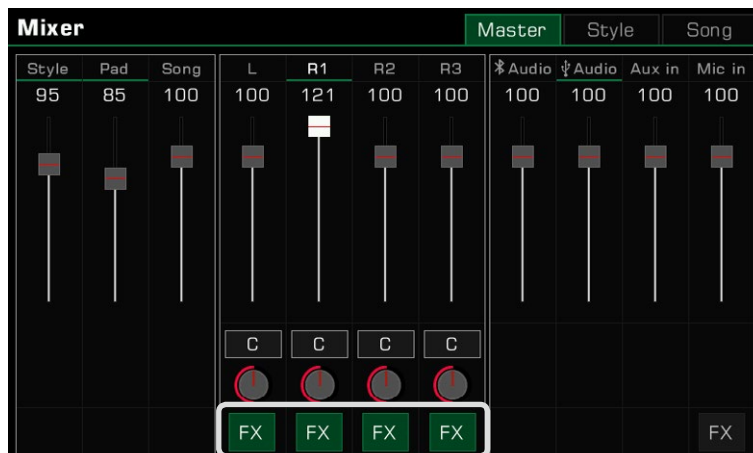 Mixer Master Style Song
Style Pad Song L R1 R2 R3 Audio Audio Aux in Mic in
95 85 100 100 121 100 100 100 100 100 100
C C C C
FX FX FX FX FX